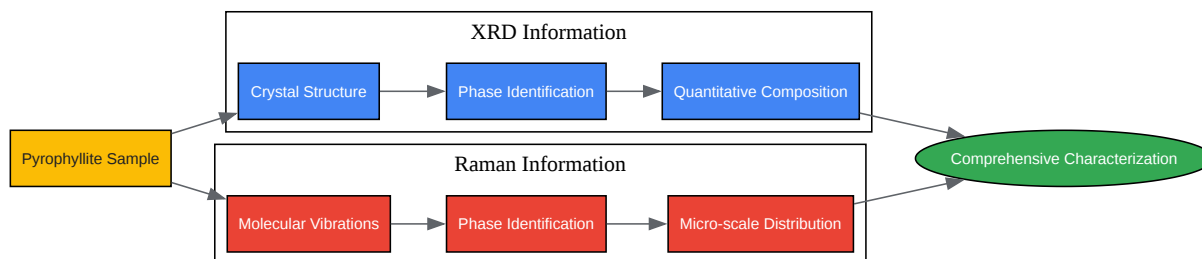 XRD Information
Crystal Structure
Phase Identification
Quantitative Composition
Pyrophyllite Sample
Comprehensive Characterization
Raman Information
Molecular Vibrations
Phase Identification
Micro-scale Distribution